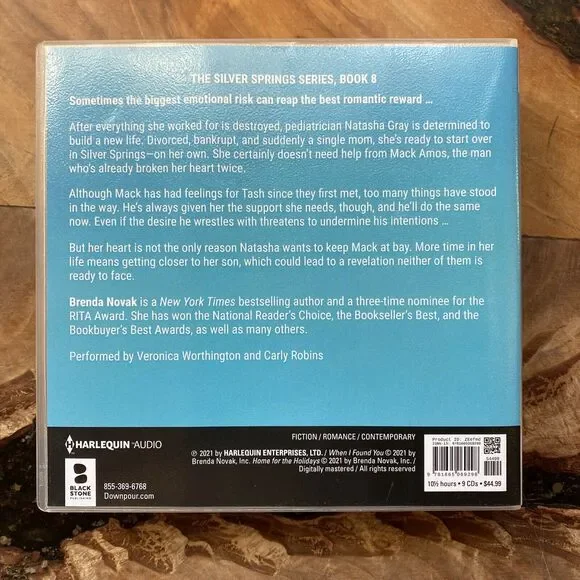 THE SILVER SPRINGS SERIES, BOOK 8
Sometimes the biggest emotional risk can reap the best romantic reward ...
After everything she worked for is destroyed, pediatrician Natasha Gray is determined to
build a new life. Divorced, bankrupt, and suddenly a single mom, she's ready to start over
in Silver Springs—on her own. She certainly doesn't need help from Mack Amos, the man
who's already broken her heart twice.
Although Mack has had feelings for Tash since they first met, too many things have stood
in the way. He's always given her the support she needs, though, and he'll do the same
now. Even if the desire he wrestles with threatens to undermine his intentions ...
But her heart is not the only reason Natasha wants to keep Mack at bay. More time in her
life means getting closer to her son, which could lead to a revelation neither of them is
ready to face.
Brenda Novak is a New York Times bestselling author and a three-time nominee for the
RITA Award. She has won the National Reader's Choice, the Bookseller's Best, and the
Bookbuyer's Best Awards, as well as many others.
Performed by Veronica Worthington and Carly Robins
HARLEQUIN™ AUDIO
BLACK
STONE
PUBLISHING
855-369-6768
Downpour.com
FICTION / ROMANCE / CONTEMPORARY
℗ 2021 by HARLEQUIN ENTERPRISES, LTD. / When I Found You © 2021 by
Brenda Novak, Inc. Home for the Holidays © 2021 by Brenda Novak, Inc. /
Digitally mastered / All rights reserved
Product ID:
54499
10½ hours • 9 CDs • $44.99